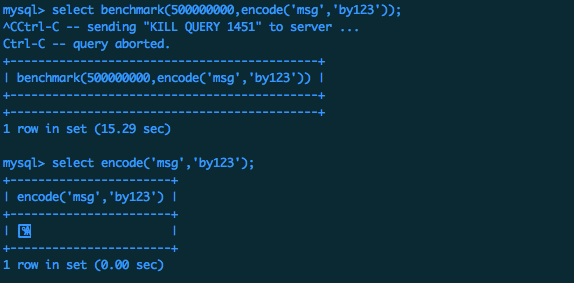 mysql> select benchmark(500000000,encode('msg','by123'));
^CCtrl-C -- sending "KILL QUERY 1451" to server ...
Ctrl-C -- query aborted.
+--------------------------------------------+
| benchmark(500000000,encode('msg','by123')) |
+--------------------------------------------+
+--------------------------------------------+
1 row in set (15.29 sec)
mysql> select encode('msg','by123');
+-----------------------+
| encode('msg','by123') |
+-----------------------+
| |
+-----------------------+
1 row in set (0.00 sec)